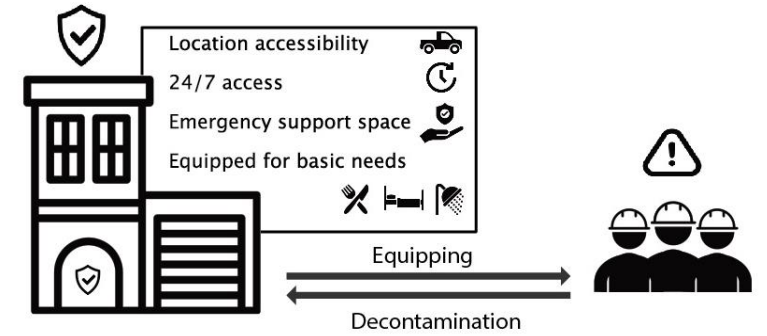 Location accessibility
24/7 access
Emergency support space
Equipped for basic needs
Equipping
Decontamination